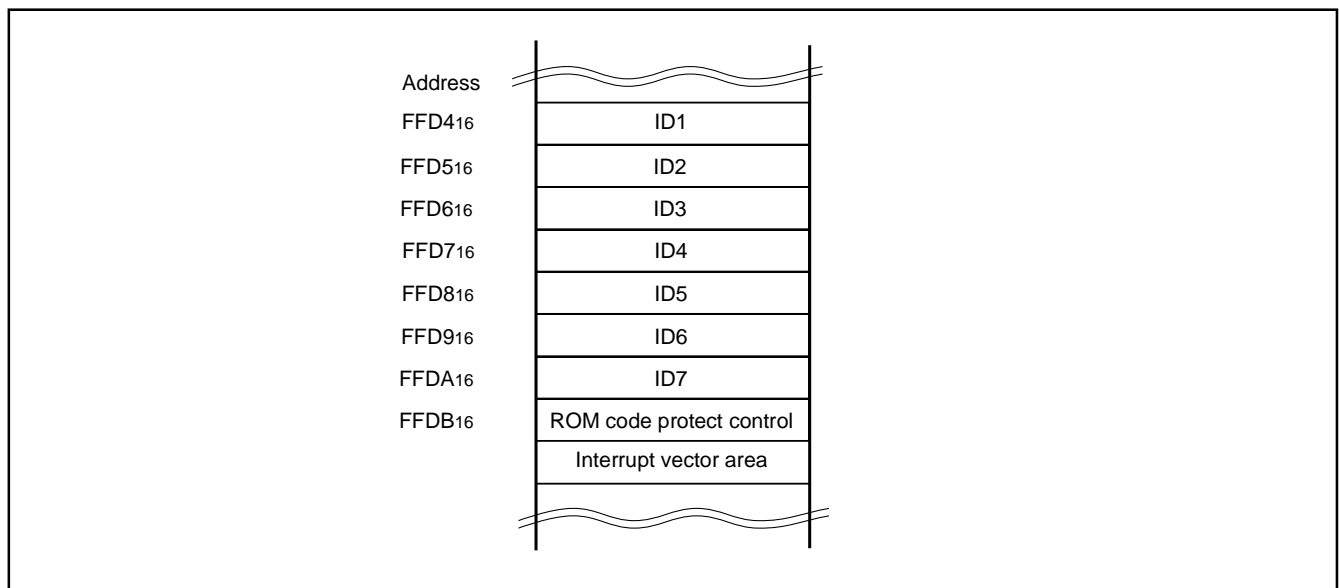 Address
FFD416 ID1
FFD516 ID2
FFD616 ID3
FFD716 ID4
FFD816 ID5
FFD916 ID6
FFDA16 ID7
FFDB16 ROM code protect control
Interrupt vector area